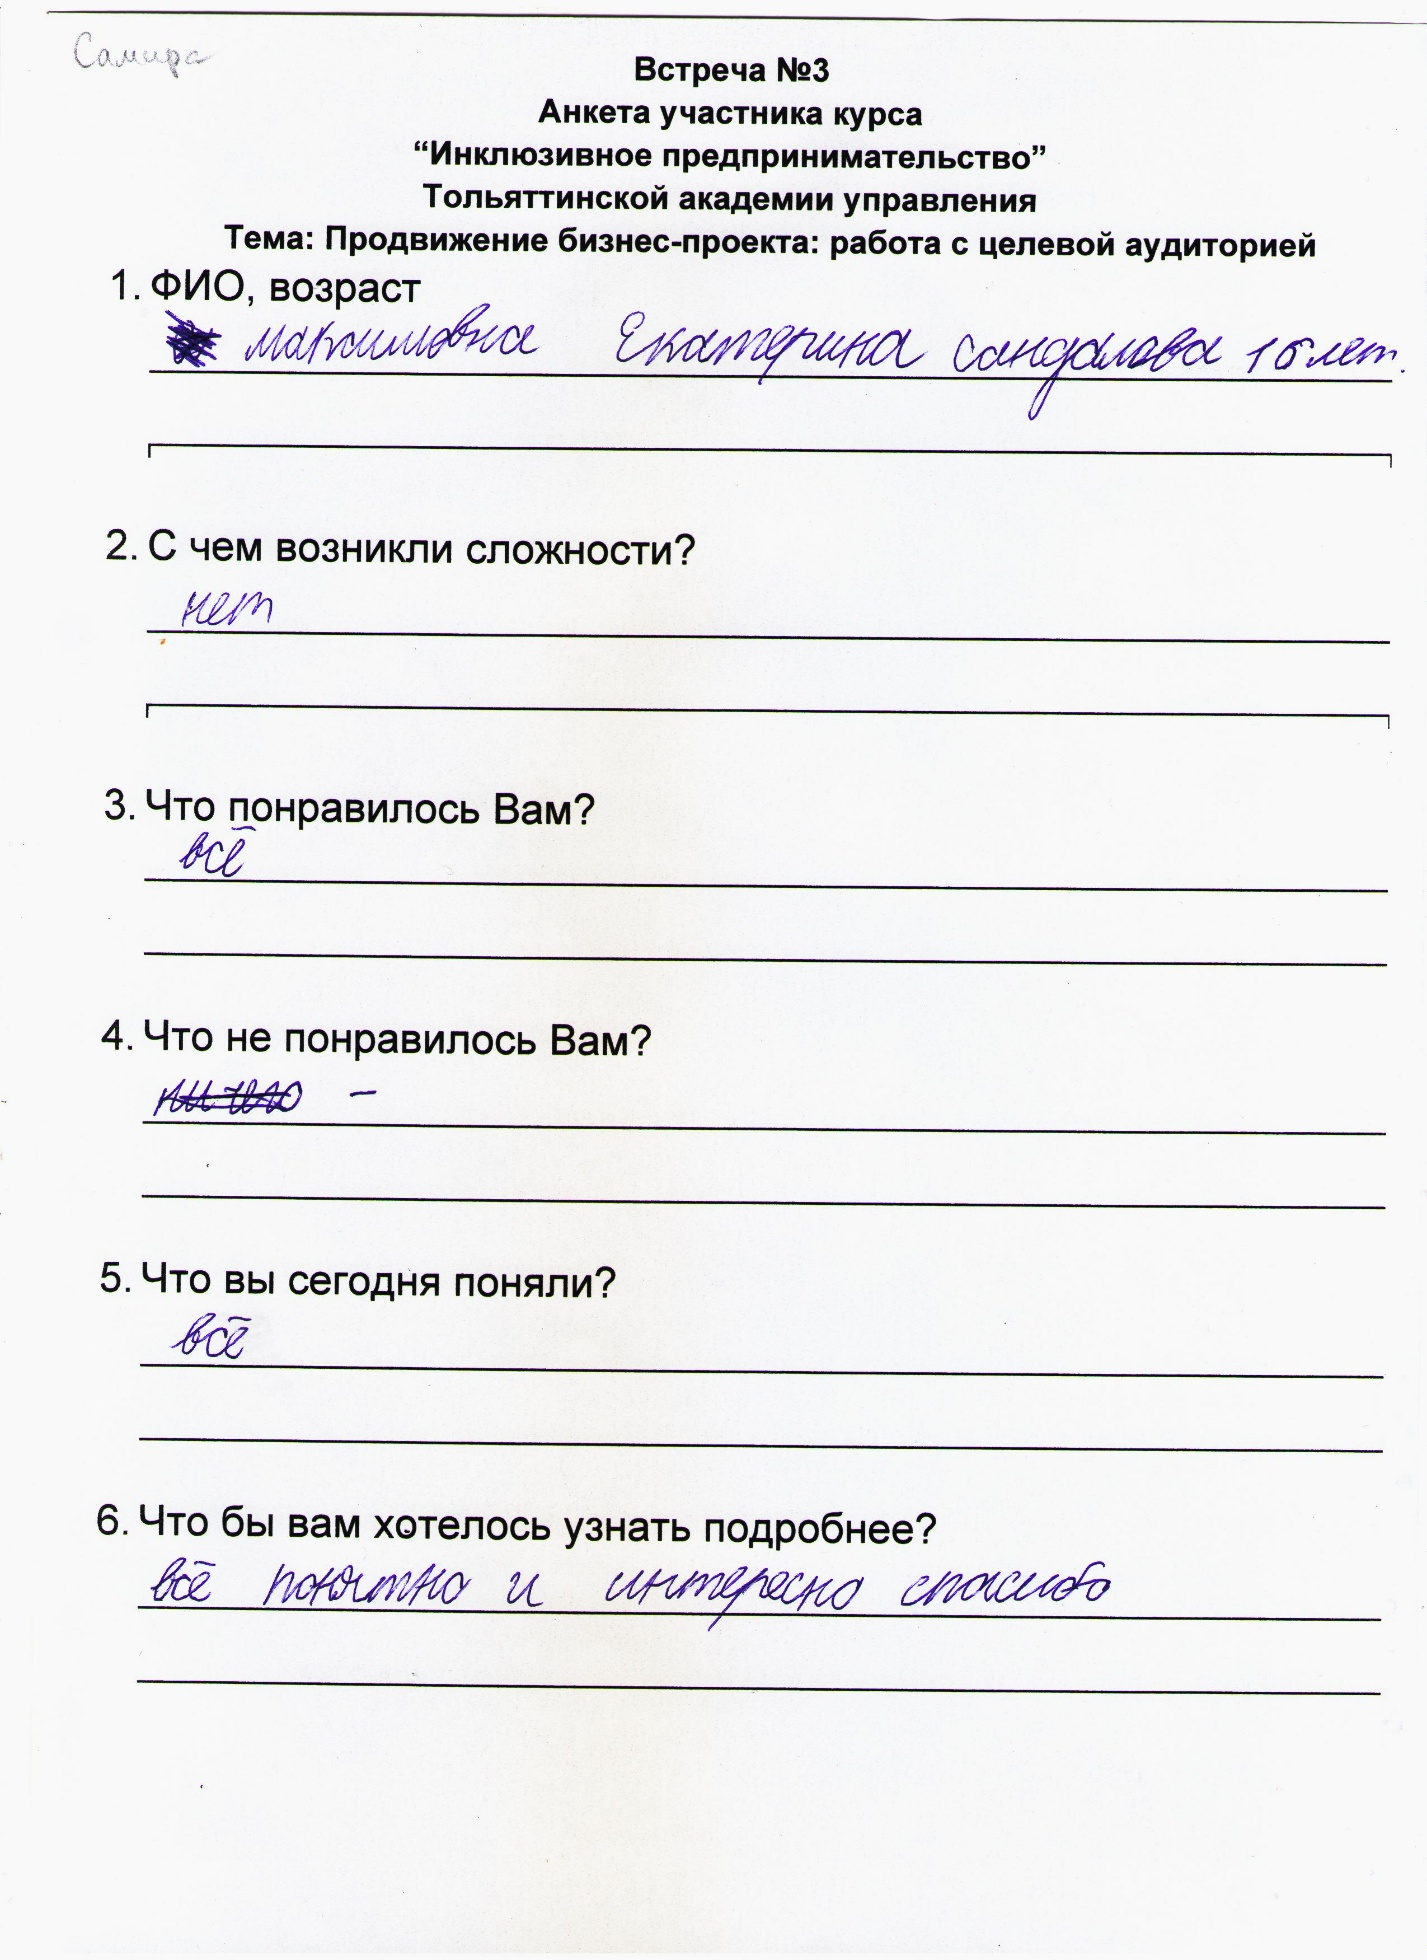 Самира
Встреча №3
Анкета участника курса
“Инклюзивное предпринимательство”
Тольяттинской академии управления
Тема: Продвижение бизнес-проекта: работа с целевой аудиторией
1. ФИО, возраст
максимовна Екатерина сандалова 15 лет.
2. С чем возникли сложности?
нет
3. Что понравилось Вам?
всё
4. Что не понравилось Вам?
ничего –
5. Что вы сегодня поняли?
всё
6. Что бы вам хотелось узнать подробнее?
всё понятно и интересно спасибо